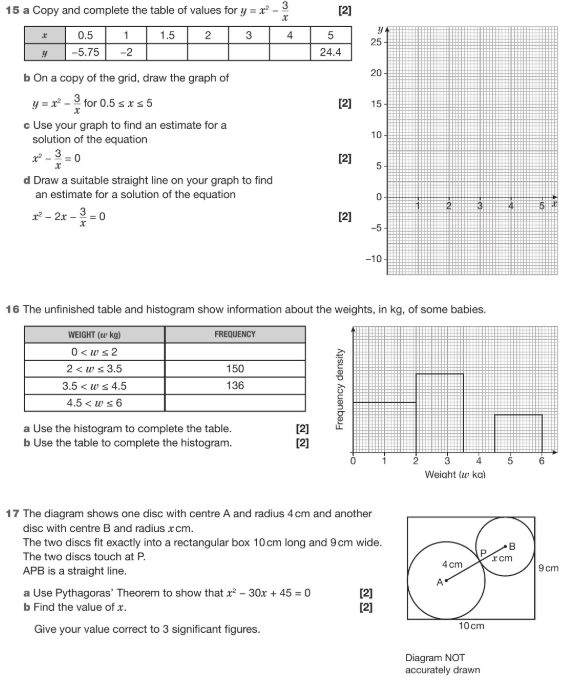 15 a Copy and complete the table of values for y = x² – 3/x [2]
x 0.5 1 1.5 2 3 4 5
y –5.75 –2 24.4
b On a copy of the grid, draw the graph of
y = x² – 3/x for 0.5 ≤ x ≤ 5 [2]
c Use your graph to find an estimate for a
solution of the equation
x² – 3/x = 0 [2]
d Draw a suitable straight line on your graph to find
an estimate for a solution of the equation
x² – 2x – 3/x = 0 [2]
y
25
20
15
10
5
0
–5
–10
1 2 3 4 5 x
16 The unfinished table and histogram show information about the weights, in kg, of some babies.
WEIGHT (w kg) FREQUENCY
0 < w ≤ 2
2 < w ≤ 3.5 150
3.5 < w ≤ 4.5 136
4.5 < w ≤ 6
a Use the histogram to complete the table. [2]
b Use the table to complete the histogram. [2]
Frequency density
0 1 2 3 4 5 6
Weight (w kg)
17 The diagram shows one disc with centre A and radius 4 cm and another
disc with centre B and radius x cm.
The two discs fit exactly into a rectangular box 10 cm long and 9 cm wide.
The two discs touch at P.
APB is a straight line.
a Use Pythagoras' Theorem to show that x² – 30x + 45 = 0 [2]
b Find the value of x. [2]
Give your value correct to 3 significant figures.
B
P
x cm
4 cm
A
9 cm
10 cm
Diagram NOT
accurately drawn